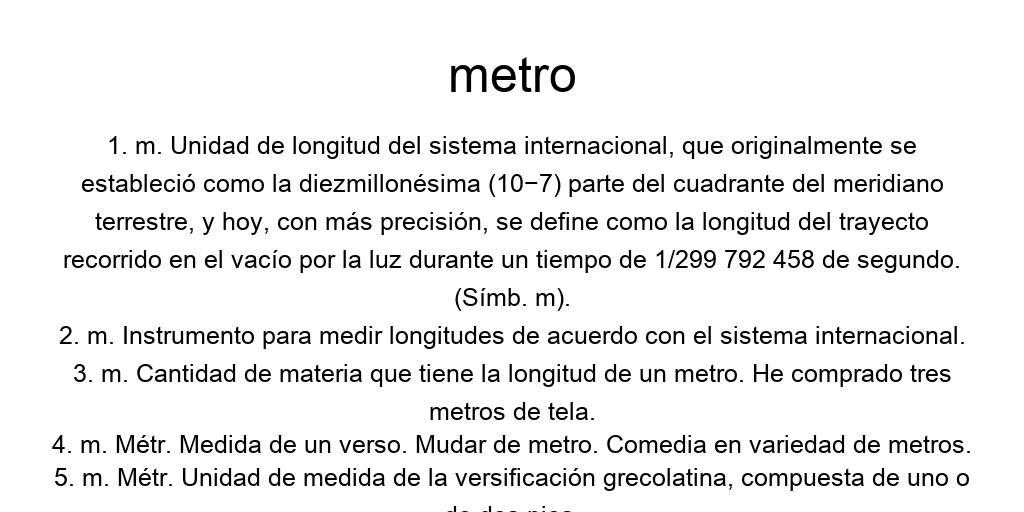 metro
1. m. Unidad de longitud del sistema internacional, que originalmente se
estableció como la diezmillonésima (10−7) parte del cuadrante del meridiano
terrestre, y hoy, con más precisión, se define como la longitud del trayecto
recorrido en el vacío por la luz durante un tiempo de 1/299 792 458 de segundo.
(Símb. m).
2. m. Instrumento para medir longitudes de acuerdo con el sistema internacional.
3. m. Cantidad de materia que tiene la longitud de un metro. He comprado tres
metros de tela.
4. m. Métr. Medida de un verso. Mudar de metro. Comedia en variedad de metros.
5. m. Métr. Unidad de medida de la versificación grecolatina, compuesta de uno o
de dos pies